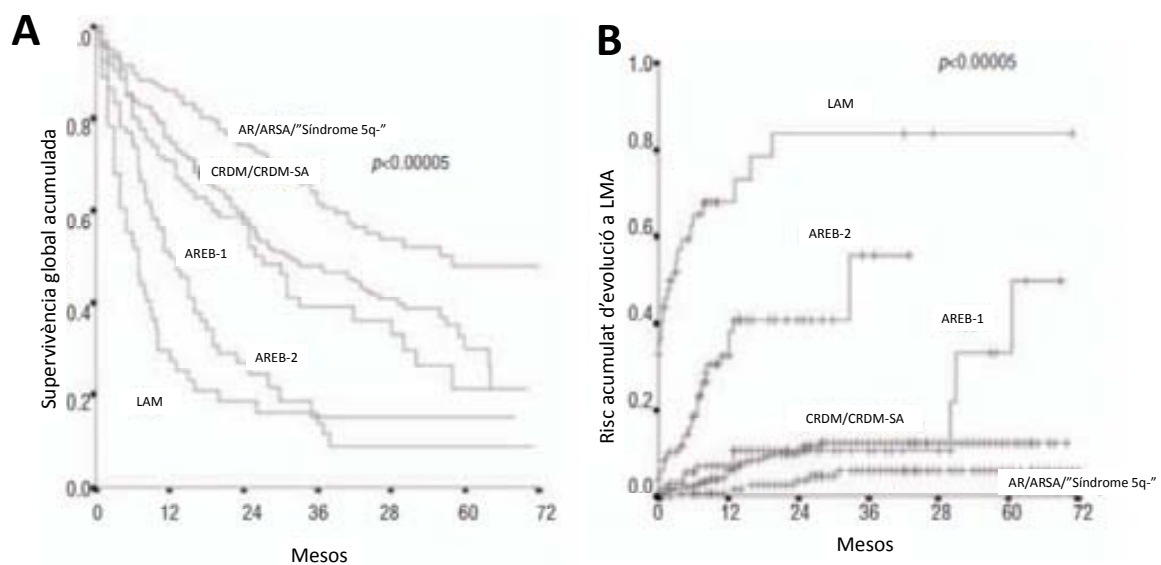 A
Supervivència global acumulada
.0
0.8
0.6
0.4
0.2
0.0
AR/ARSA/”Síndrome 5q-”
p<0.00005
CRDM/CRDM-SA
AREB-1
AREB-2
LAM
0 12 24 36 48 60 72
Mesos
B
Risc acumulat d’evolució a LMA
1.0
0.8
0.6
0.4
0.2
0.0
p<0.00005
LAM
AREB-2
AREB-1
CRDM/CRDM-SA
AR/ARSA/”Síndrome 5q-”
0 12 24 36 28 60 72
Mesos